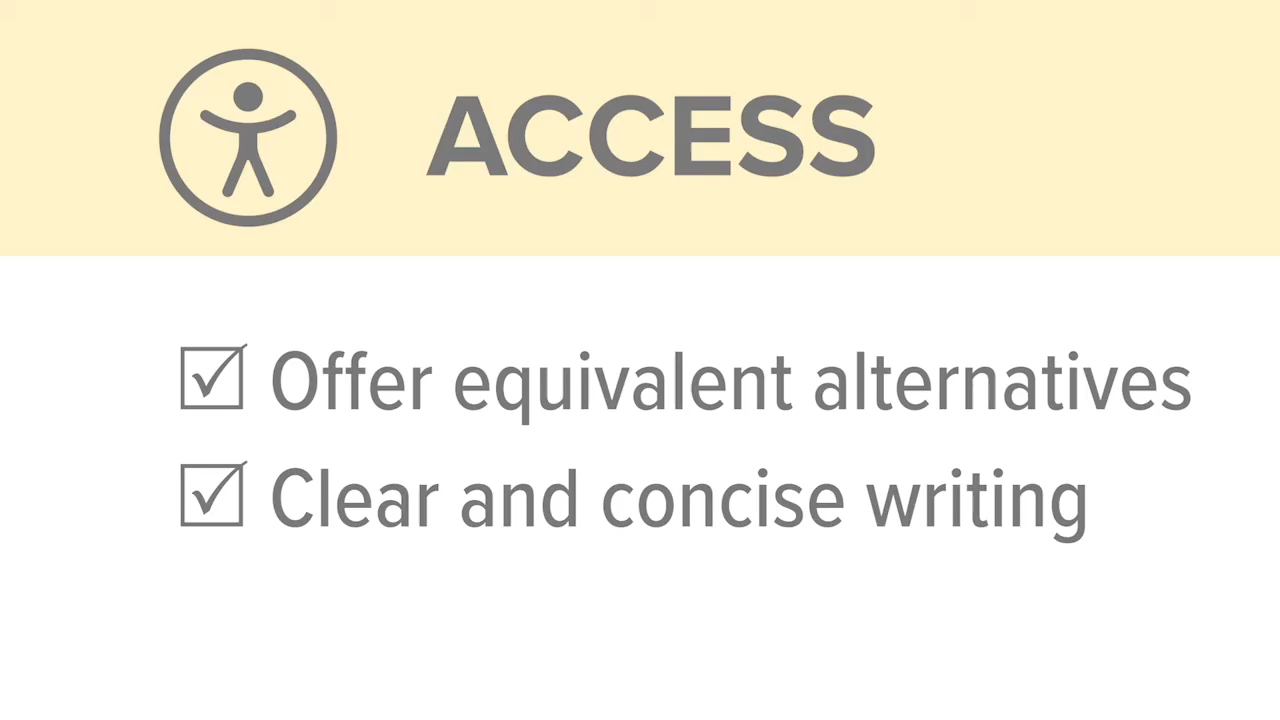 ACCESS
☑ Offer equivalent alternatives
☑ Clear and concise writing